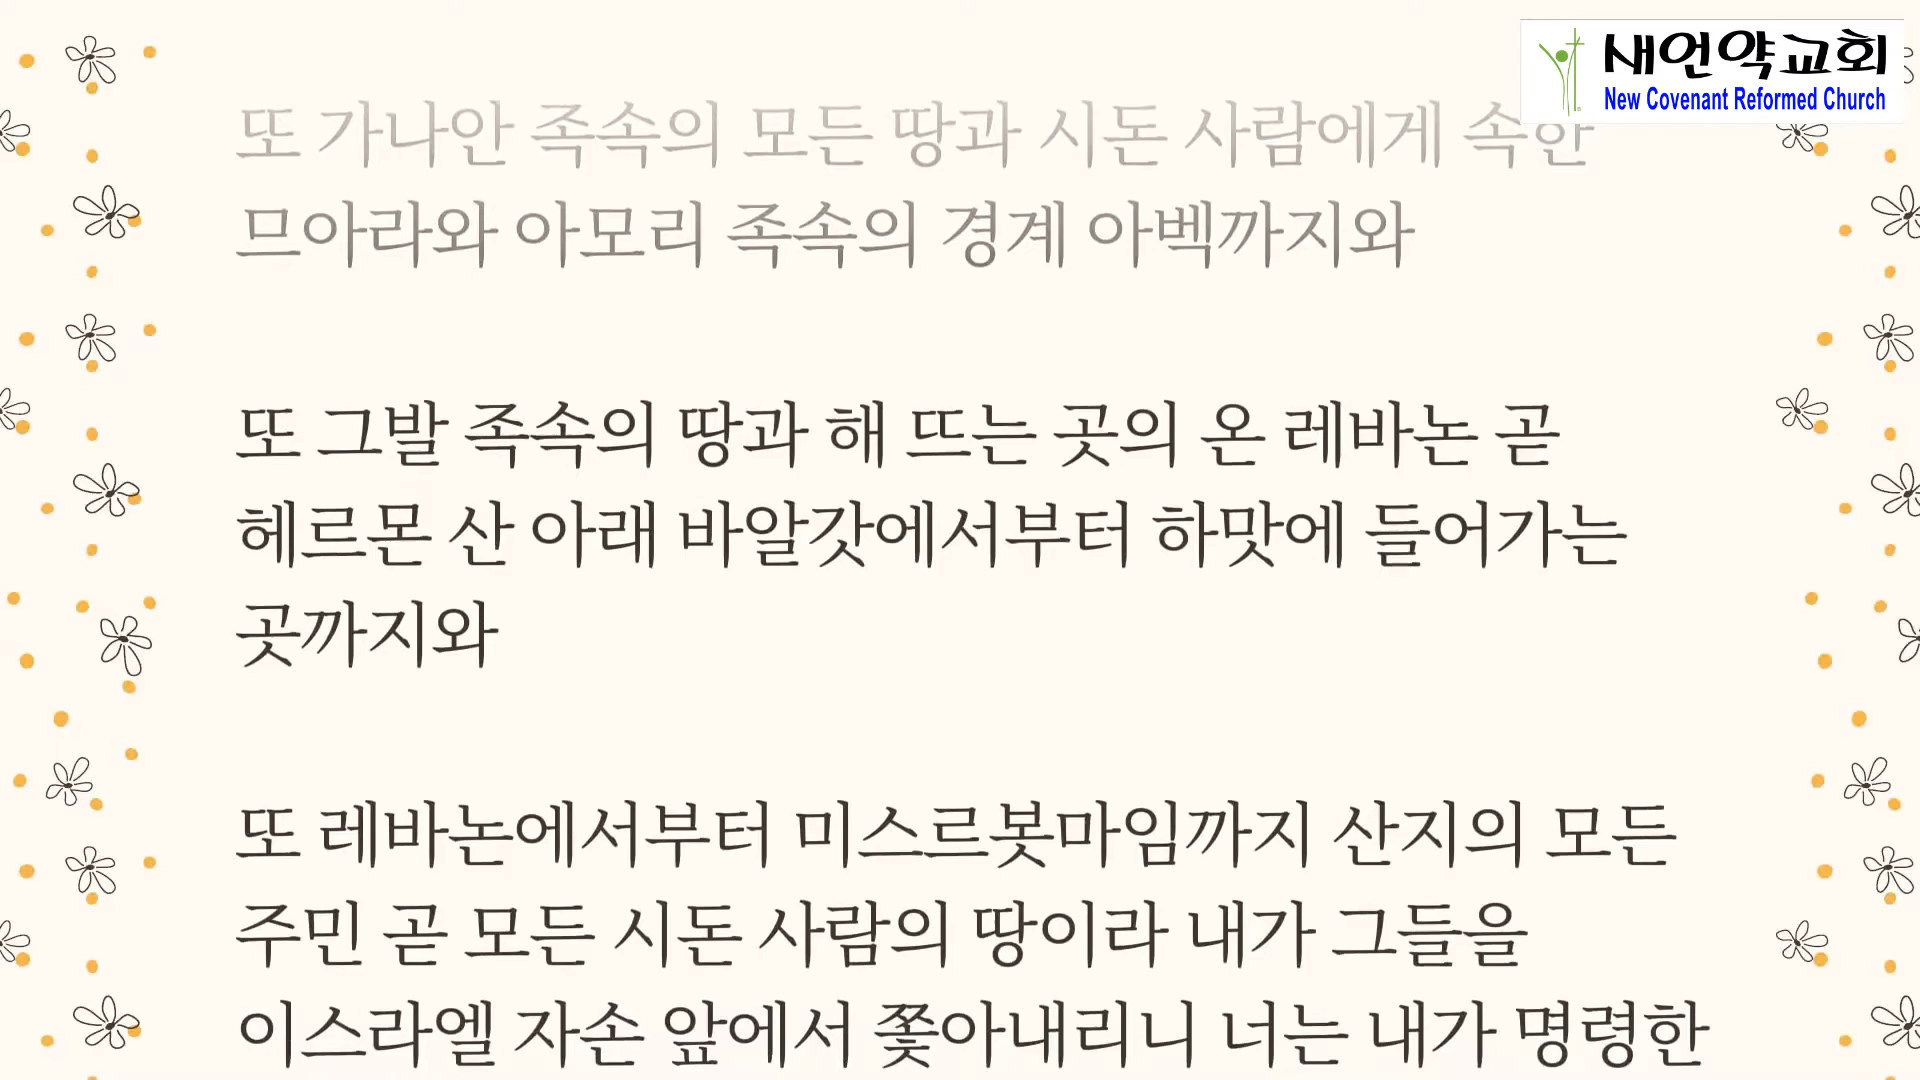 새언약교회
New Covenant Reformed Church
또 가나안 족속의 모든 땅과 시돈 사람에게 속한
므아라와 아모리 족속의 경계 아벡까지와
또 그발 족속의 땅과 해 뜨는 곳의 온 레바논 곧
헤르몬 산 아래 바알갓에서부터 하맛에 들어가는
곳까지와
또 레바논에서부터 미스르봇마임까지 산지의 모든
주민 곧 모든 시돈 사람의 땅이라 내가 그들을
이스라엘 자손 앞에서 쫓아내리니 너는 내가 명령한